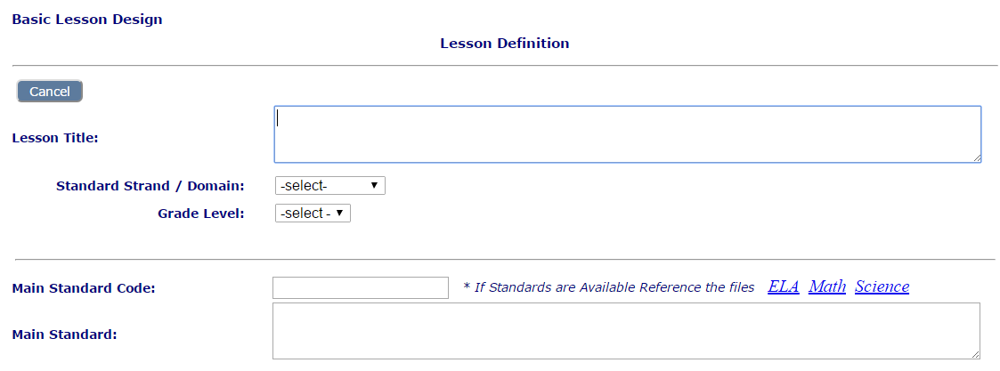 Basic Lesson Design
Lesson Definition
Cancel
Lesson Title:
Standard Strand / Domain: -select-
Grade Level: -select -
Main Standard Code: * If Standards are Available Reference the files ELA Math Science
Main Standard: